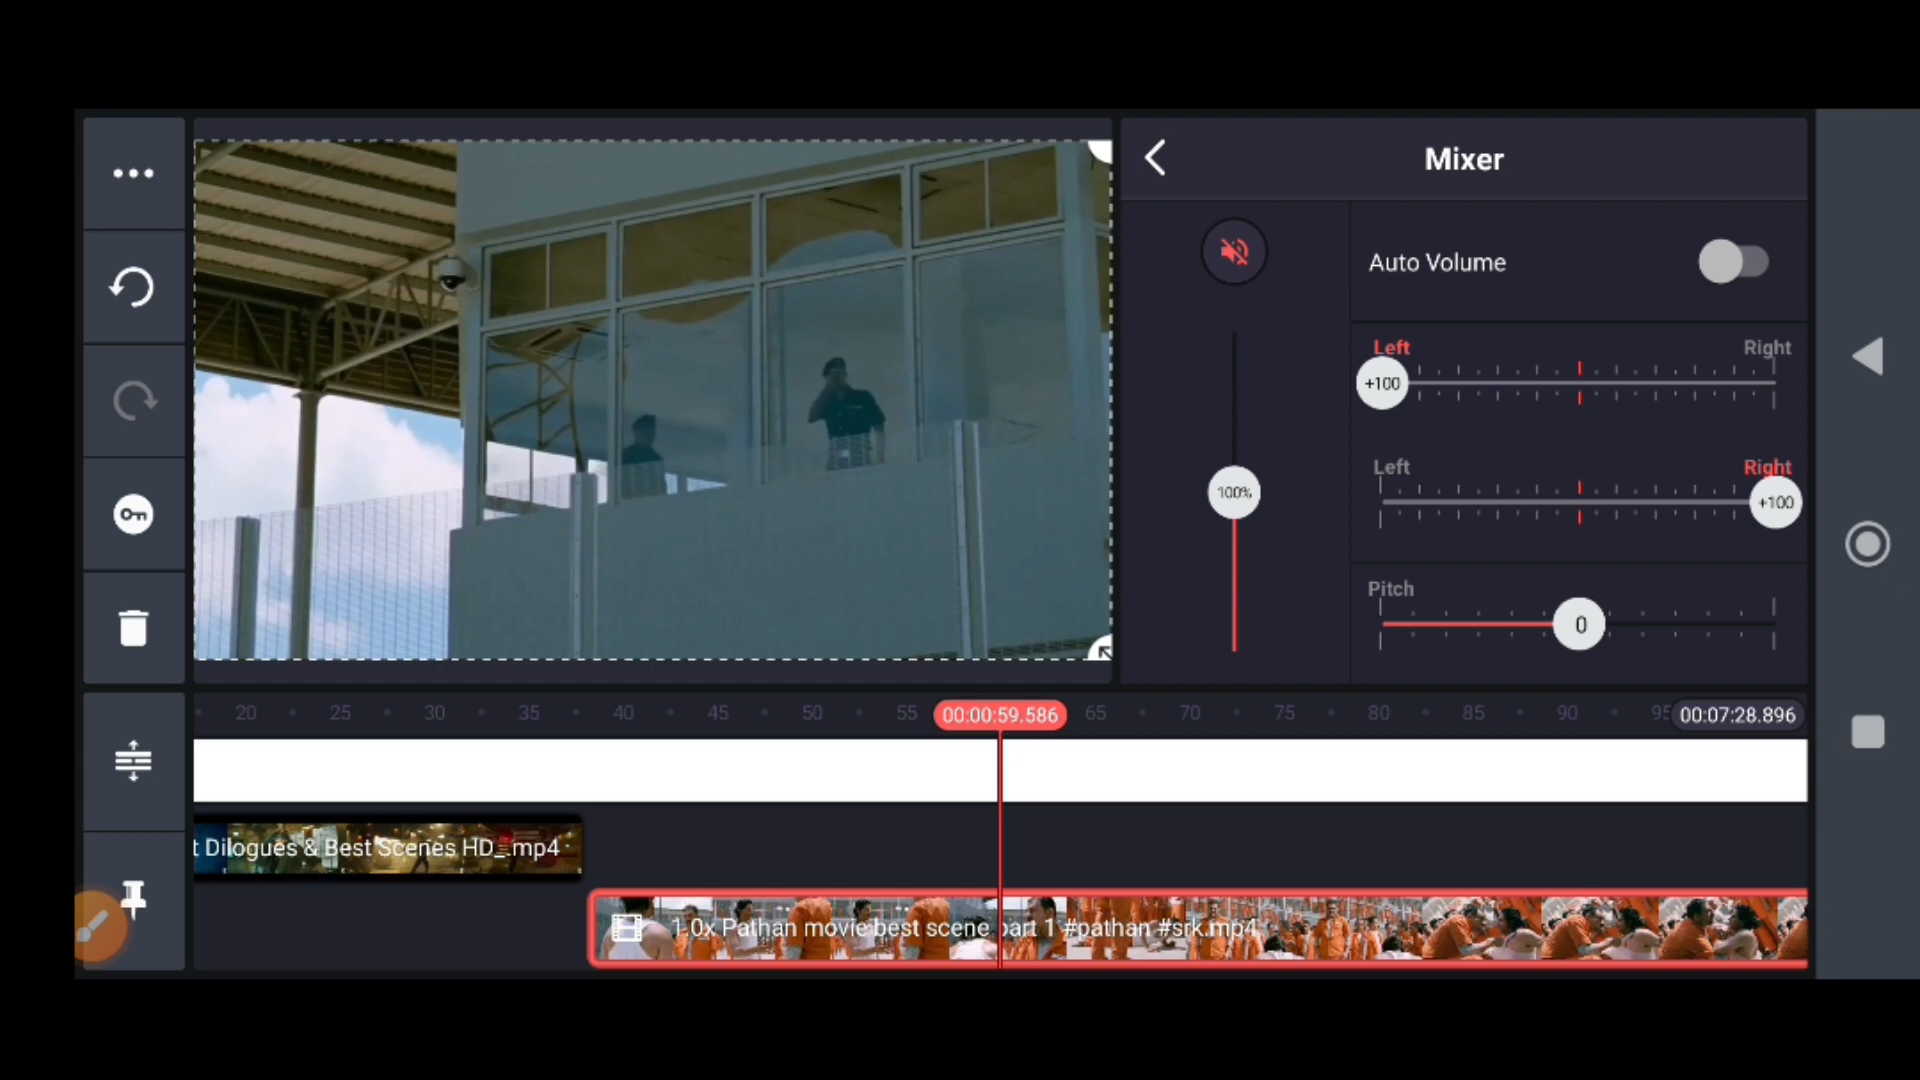 Mixer
Auto Volume
Left Right
+100
Left Right
+100
100%
Pitch
0
20 25 30 35 40 45 50 55 00:00:59.586 65 70 75 80 85 90 95 00:07:28.896
t Dilogues & Best Scenes HD_.mp4
1.0x Pathan movie best scene part 1 #pathan #srk.mp4